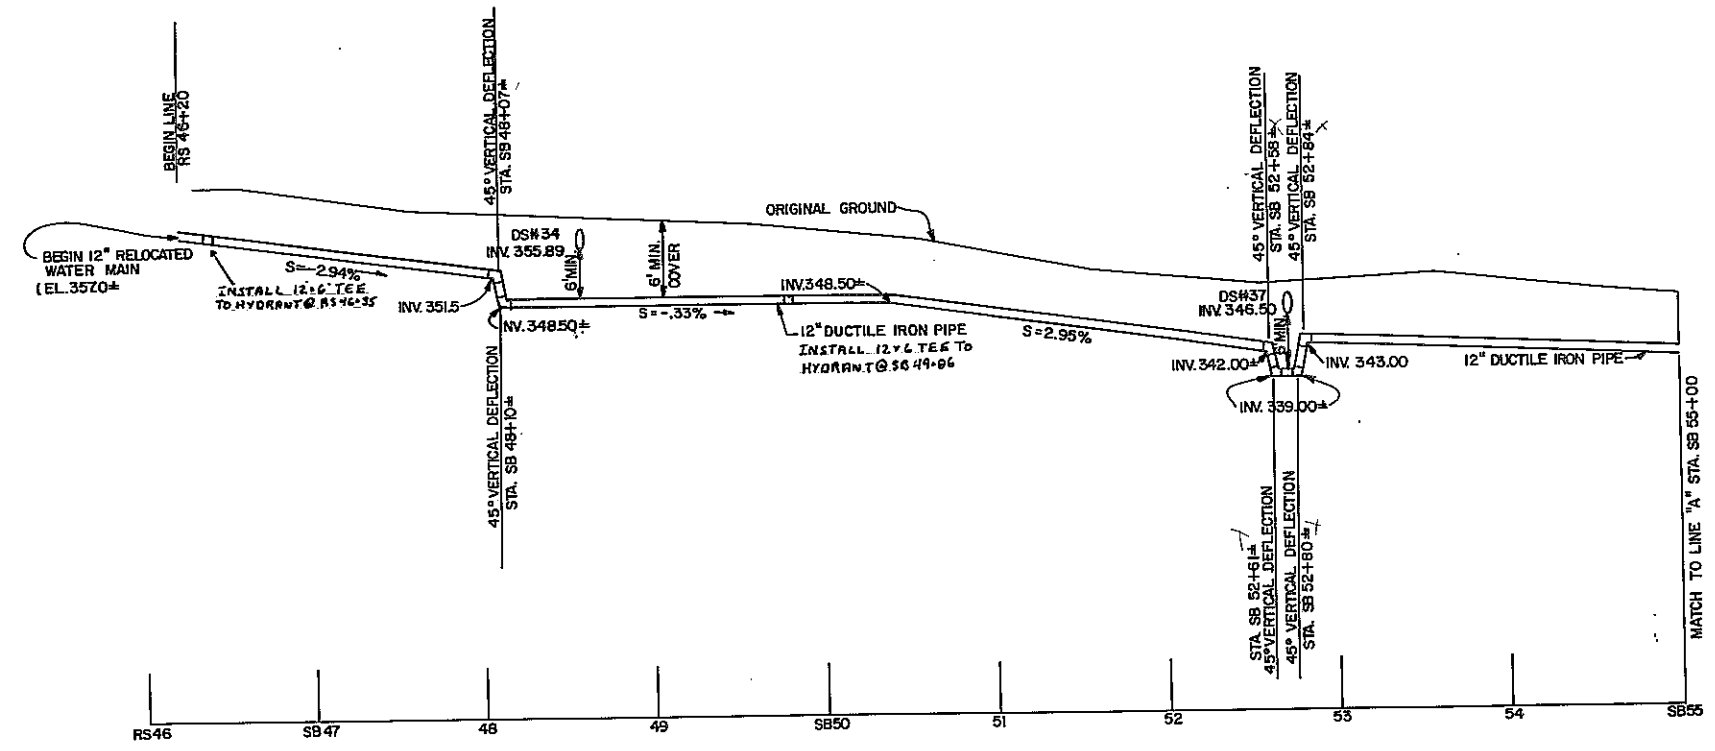 BEGIN LINE
RS 46+20
45° VERTICAL DEFLECTION
STA. SB 48+07±
45° VERTICAL DEFLECTION
STA. SB 52+58±
45° VERTICAL DEFLECTION
STA. SB 52+84±
ORIGINAL GROUND
BEGIN 12" RELOCATED
WATER MAIN
(EL. 357.0±
S=-2.94%
INSTALL 12×6 TEE
TO HYDRANT @ RS 46+35
DS#34
INV. 355.89
6' MIN.
6' MIN.
COVER
INV. 351.5
INV. 348.50±
S=-.33%
INV. 348.50±
12" DUCTILE IRON PIPE
INSTALL 12×6 TEE TO
HYDRANT @ SB 49+86
S=2.95%
DS#37
INV. 346.50
6' MIN.
INV. 342.00±
INV. 343.00
INV. 339.00±
12" DUCTILE IRON PIPE
45° VERTICAL DEFLECTION
STA. SB 48+10±
STA. SB 52+61±
45° VERTICAL DEFLECTION
45° VERTICAL DEFLECTION
STA. SB 52+80±
MATCH TO LINE "A" STA. SB 55+00
RS46
SB47
48
49
SB50
51
52
53
54
SB55